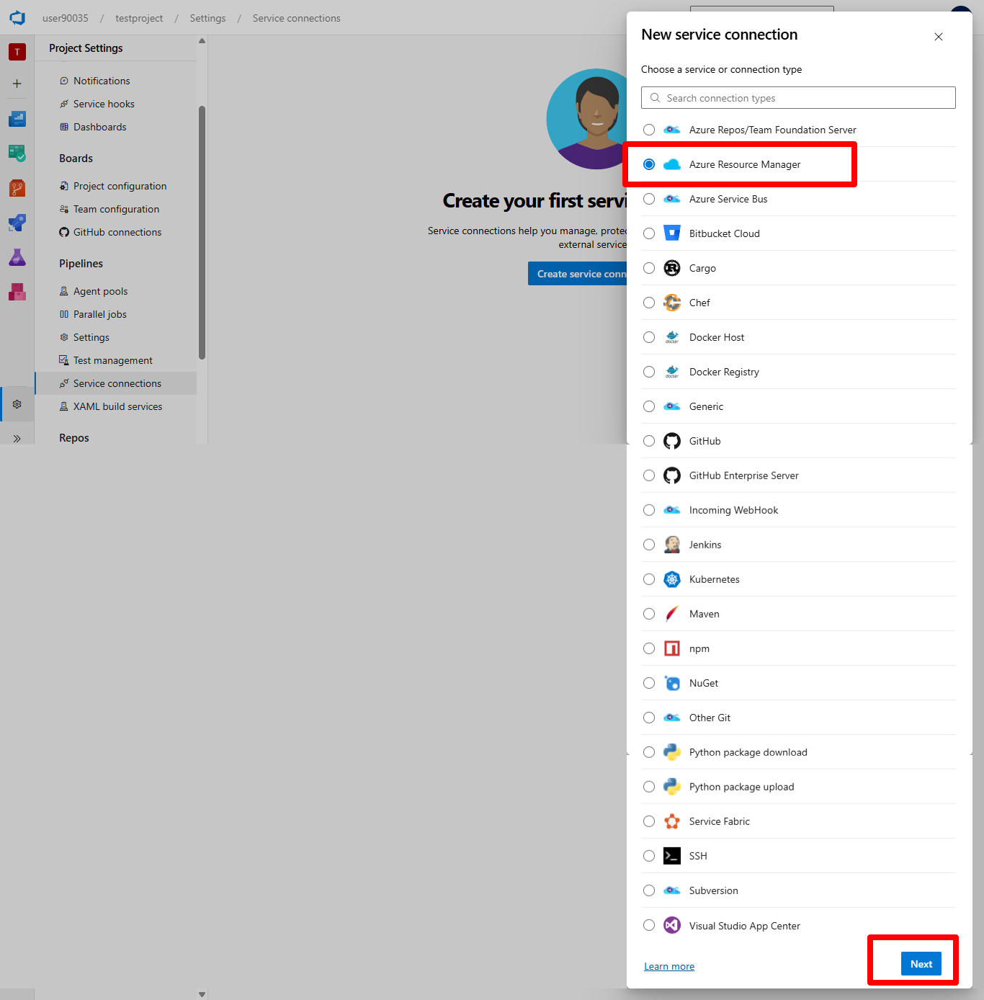 user90035 / testproject / Settings / Service connections
T
Project Settings
Notifications
Service hooks
Dashboards
Boards
Project configuration
Team configuration
GitHub connections
Pipelines
Agent pools
Parallel jobs
Settings
Test management
Service connections
XAML build services
Repos
Create your first servi
Service connections help you manage, protec
external service
Create service conn
New service connection
Choose a service or connection type
Search connection types
Azure Repos/Team Foundation Server
Azure Resource Manager
Azure Service Bus
Bitbucket Cloud
Cargo
Chef
docker Docker Host
docker Docker Registry
Generic
GitHub
GitHub Enterprise Server
Incoming WebHook
Jenkins
Kubernetes
Maven
npm
NuGet
Other Git
Python package download
Python package upload
Service Fabric
SSH
Subversion
Visual Studio App Center
Learn more
Next